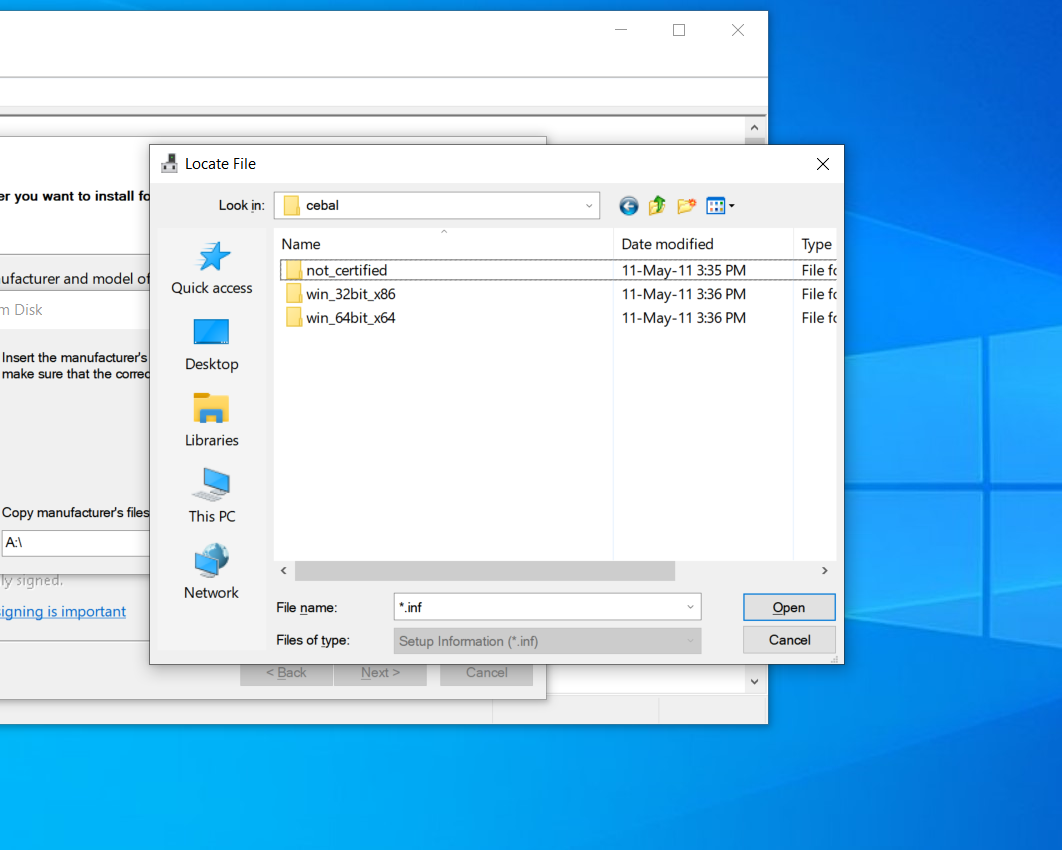 er you want to install fo
ufacturer and model of
m Disk
Insert the manufacturer's
make sure that the correc
Copy manufacturer's files
A:\
ly signed.
signing is important
< Back
Next >
Cancel
Locate File
Look in:
cebal
Quick access
Desktop
Libraries
This PC
Network
Name Date modified Type
not_certified 11-May-11 3:35 PM File fo
win_32bit_x86 11-May-11 3:36 PM File fo
win_64bit_x64 11-May-11 3:36 PM File fo
File name: *.inf Open
Files of type: Setup Information (*.inf) Cancel